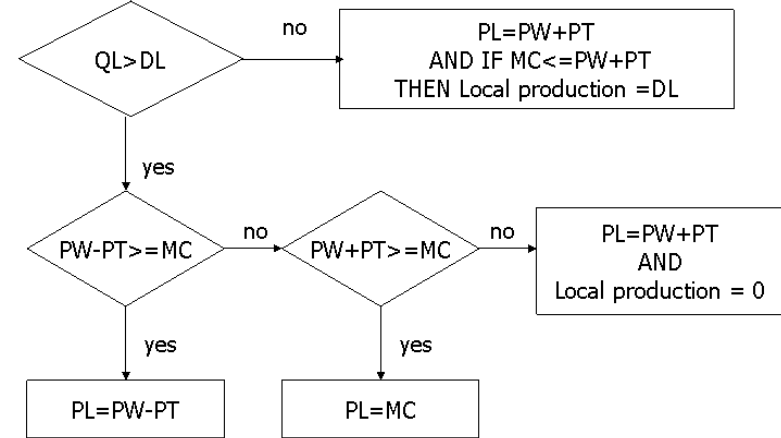 QL>DL
no
PL=PW+PT
AND IF MC<=PW+PT
THEN Local production =DL
yes
PW-PT>=MC
no
PW+PT>=MC
no
PL=PW+PT
AND
Local production = 0
yes
yes
PL=PW-PT
PL=MC